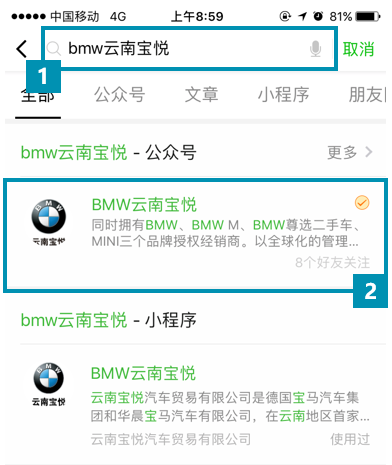 中国移动 4G 上午8:59 81%
bmw云南宝悦 取消
1
全部 公众号 文章 小程序 朋友
bmw云南宝悦 - 公众号 更多
BMW云南宝悦
同时拥有BMW、BMW M、BMW尊选二手车、
MINI三个品牌授权经销商。以全球化的管理...
云南宝悦
8个好友关注
2
bmw云南宝悦 - 小程序
BMW云南宝悦
云南宝悦汽车贸易有限公司是德国宝马汽车集
团和华晨宝马汽车有限公司，在云南地区首家...
云南宝悦
云南宝悦汽车贸易有限公司 使用过